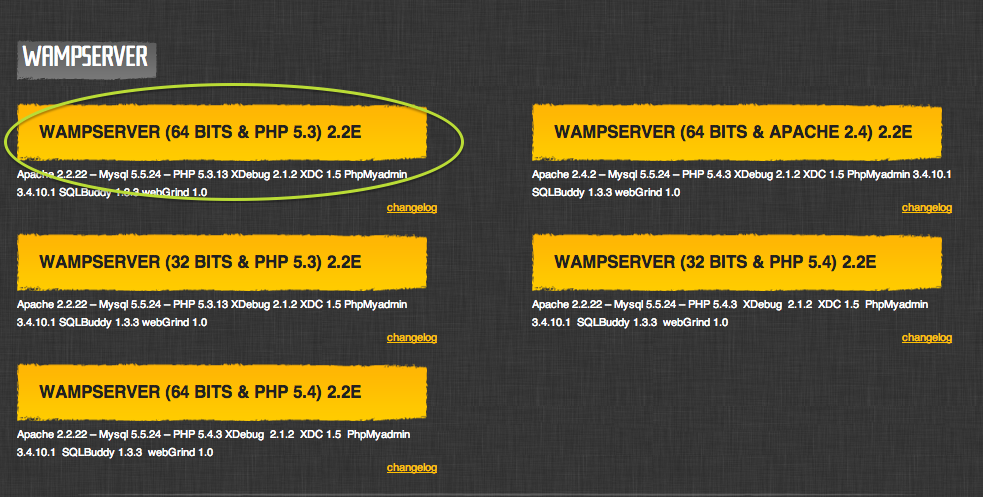 WAMPSERVER
WAMPSERVER (64 BITS & PHP 5.3) 2.2E
Apache 2.2.22 – Mysql 5.5.24 – PHP 5.3.13 XDebug 2.1.2 XDC 1.5 PhpMyadmin
3.4.10.1 SQLBuddy 1.3.3 webGrind 1.0
changelog
WAMPSERVER (64 BITS & APACHE 2.4) 2.2E
Apache 2.4.2 – Mysql 5.5.24 – PHP 5.4.3 XDebug 2.1.2 XDC 1.5 PhpMyadmin 3.4.10.1
SQLBuddy 1.3.3 webGrind 1.0
changelog
WAMPSERVER (32 BITS & PHP 5.3) 2.2E
Apache 2.2.22 – Mysql 5.5.24 – PHP 5.3.13 XDebug 2.1.2 XDC 1.5 PhpMyadmin
3.4.10.1 SQLBuddy 1.3.3 webGrind 1.0
changelog
WAMPSERVER (32 BITS & PHP 5.4) 2.2E
Apache 2.2.22 – Mysql 5.5.24 – PHP 5.4.3 XDebug 2.1.2 XDC 1.5 PhpMyadmin
3.4.10.1 SQLBuddy 1.3.3 webGrind 1.0
changelog
WAMPSERVER (64 BITS & PHP 5.4) 2.2E
Apache 2.2.22 – Mysql 5.5.24 – PHP 5.4.3 XDebug 2.1.2 XDC 1.5 PhpMyadmin
3.4.10.1 SQLBuddy 1.3.3 webGrind 1.0
changelog